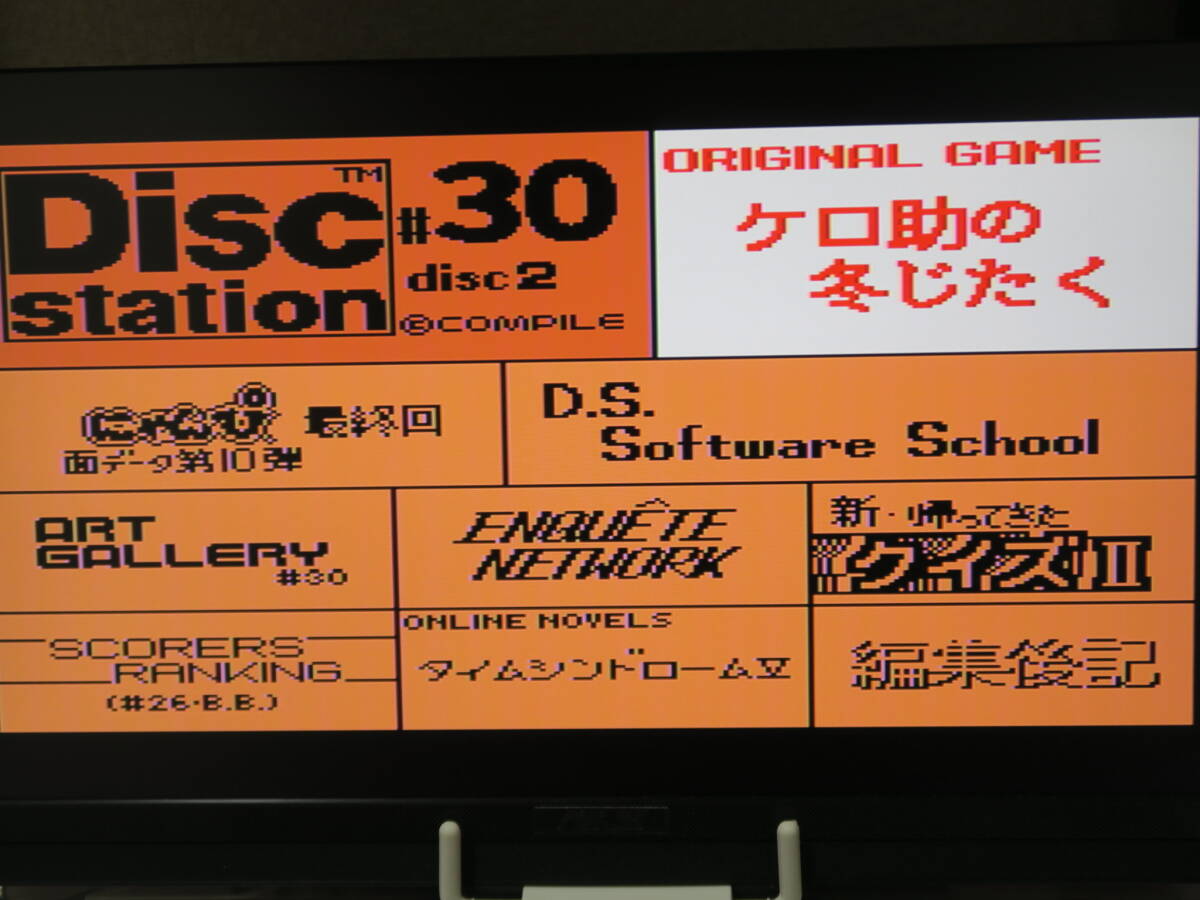 Disc™
station
#30
disc2
©COMPILE
ORIGINAL GAME
ケロ助の
冬じたく
にゃんぴ 最終回
面データ第10弾
D.S.
Software School
ART
GALLERY
#30
ENQUÊTE
NETWORK
新・帰ってきた
クイズⅡ
SCORERS
RANKING
(#26・B.B.)
ONLINE NOVELS
タイムシンドロームⅣ
編集後記